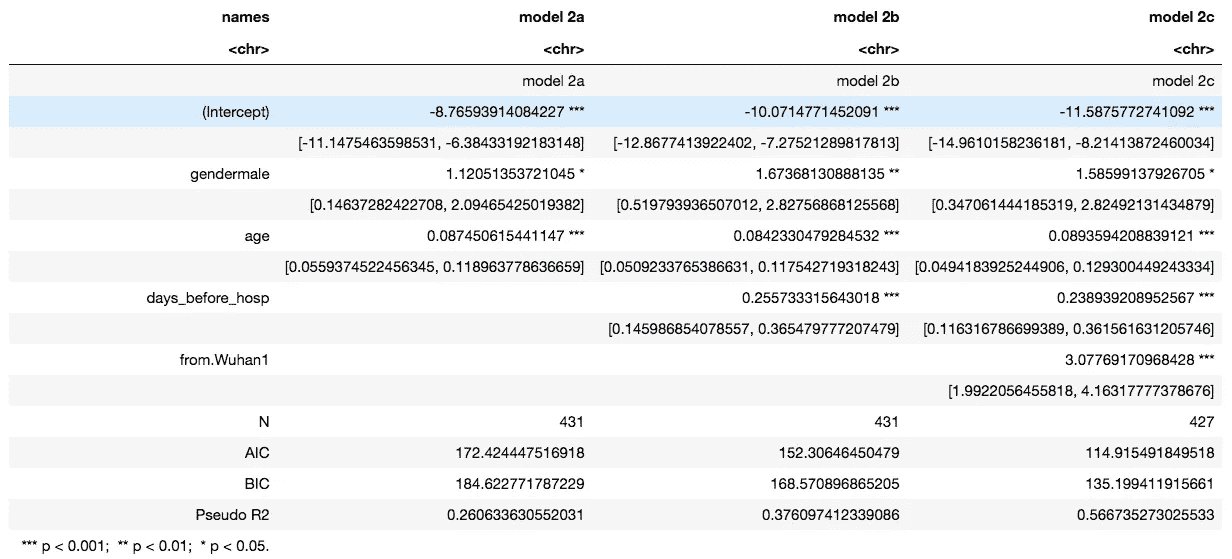 names model 2a model 2b model 2c
<chr> <chr> <chr> <chr>
model 2a model 2b model 2c
(Intercept) -8.76593914084227 *** -10.0714771452091 *** -11.5875772741092 ***
[-11.1475463598531, -6.38433192183148] [-12.8677413922402, -7.27521289817813] [-14.9610158236181, -8.21413872460034]
gendermale 1.12051353721045 * 1.67368130888135 ** 1.58599137926705 *
[0.14637282422708, 2.09465425019382] [0.519793936507012, 2.82756868125568] [0.347061444185319, 2.82492131434879]
age 0.087450615441147 *** 0.0842330479284532 *** 0.0893594208839121 ***
[0.0559374522456345, 0.118963778636659] [0.0509233765386631, 0.117542719318243] [0.0494183925244906, 0.129300449243334]
days_before_hosp 0.255733315643018 *** 0.238939208952567 ***
[0.145986854078557, 0.365479777207479] [0.116316786699389, 0.361561631205746]
from.Wuhan1 3.07769170968428 ***
[1.9922056455818, 4.16317777378676]
N 431 431 427
AIC 172.424447516918 152.30646450479 114.915491849518
BIC 184.622771787229 168.570896865205 135.199411915661
Pseudo R2 0.260633630552031 0.376097412339086 0.566735273025533
*** p < 0.001; ** p < 0.01; * p < 0.05.